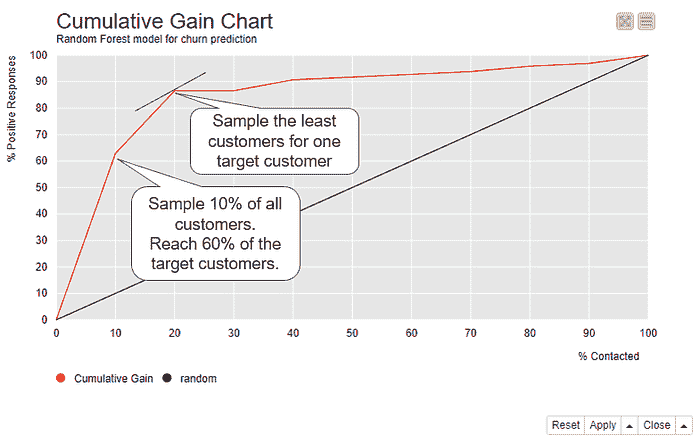 Cumulative Gain Chart
Random Forest model for churn prediction
% Positive Responses
100
90
80
70
60
50
40
30
20
10
0
Sample the least
customers for one
target customer
Sample 10% of all
customers.
Reach 60% of the
target customers.
0 10 20 30 40 50 60 70 80 90 100
% Contacted
Cumulative Gain random
Reset Apply Close